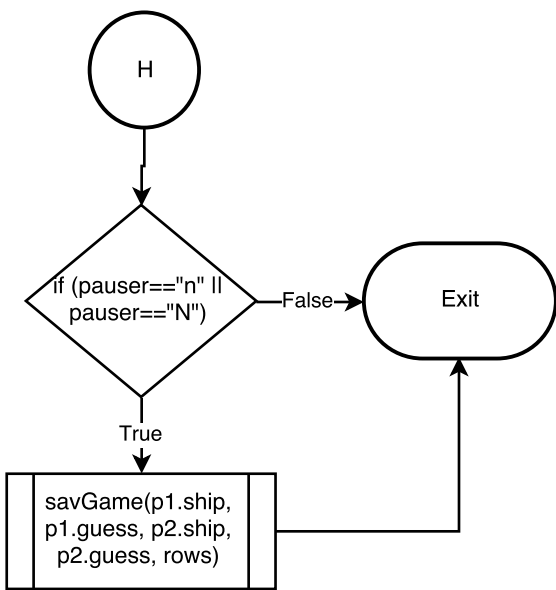 H
if (pauser=="n" ||
pauser=="N")
False
Exit
True
savGame(p1.ship,
p1.guess, p2.ship,
p2.guess, rows)